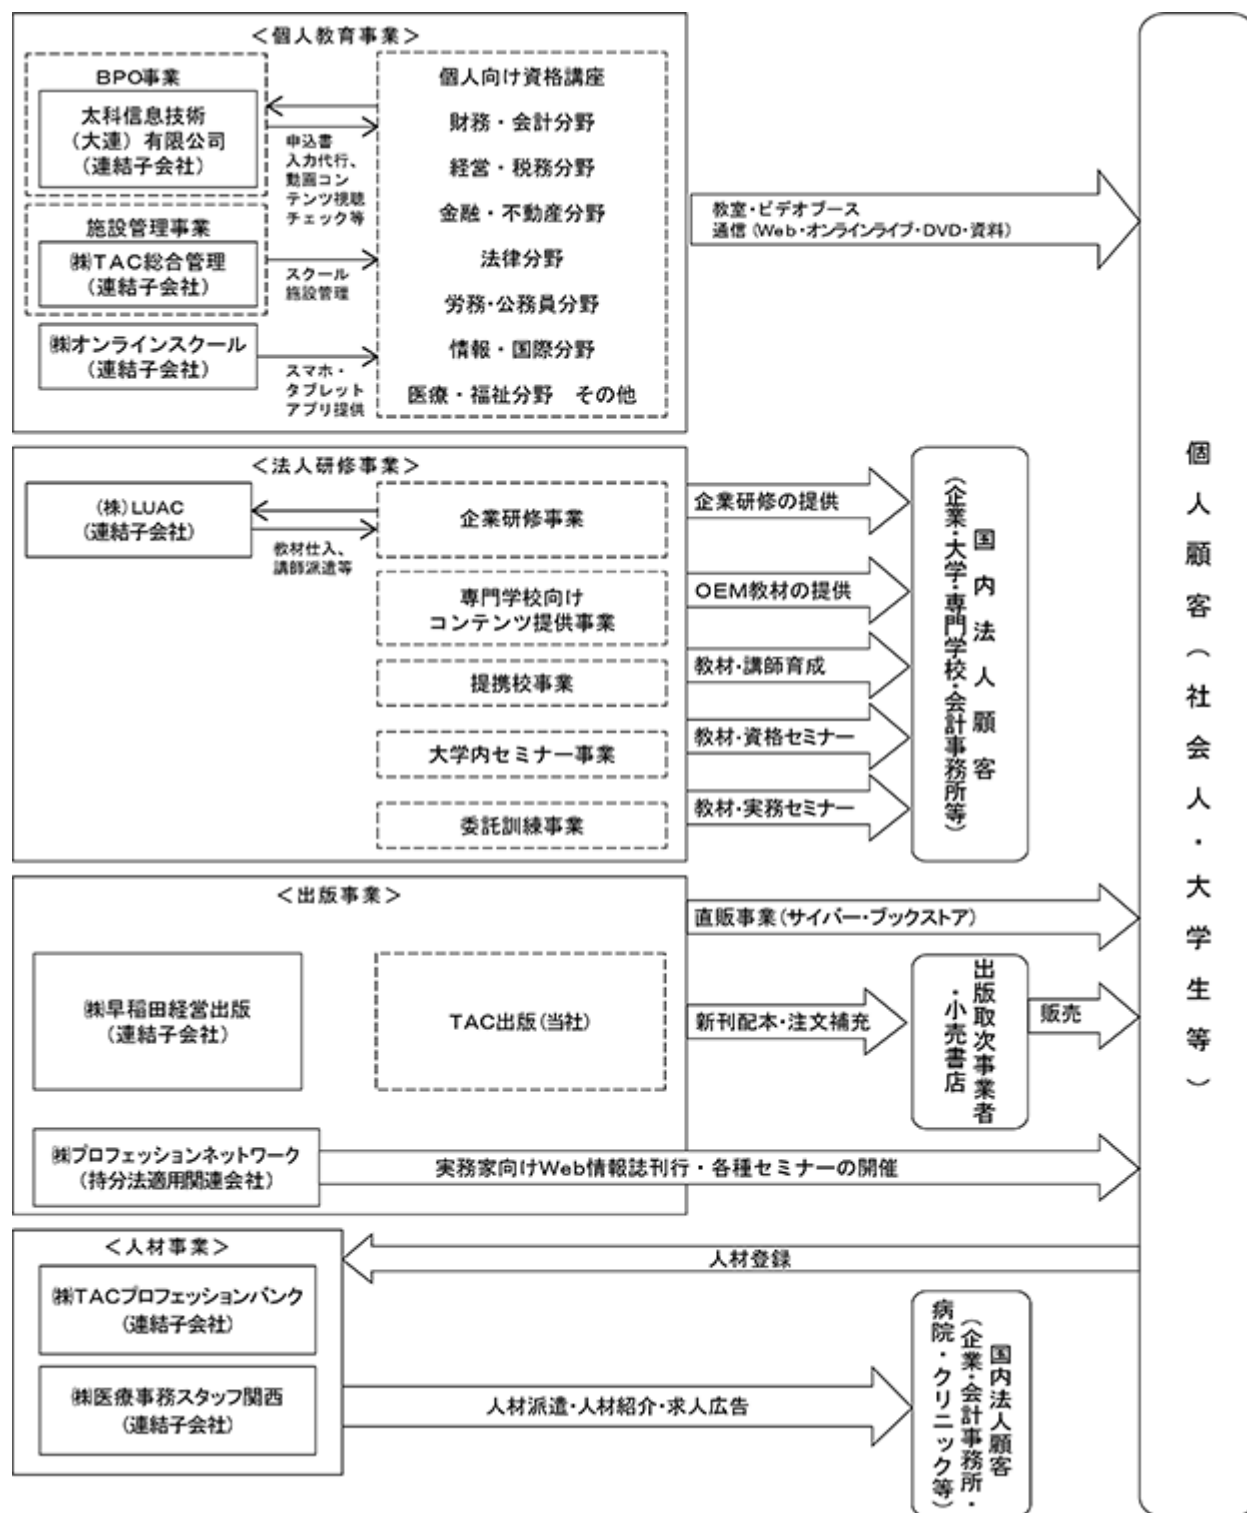 ＜個人教育事業＞
BPO事業
太科信息技術
（大連）有限公司
（連結子会社）
申込書
入力代行、
動画コン
テンツ視聴
チェック等
施設管理事業
㈱TAC総合管理
（連結子会社）
スクール
施設管理
㈱オンラインスクール
（連結子会社）
スマホ・
タブレット
アプリ提供
個人向け資格講座
財務・会計分野
経営・税務分野
金融・不動産分野
法律分野
労務・公務員分野
情報・国際分野
医療・福祉分野　その他
教室・ビデオブース
通信（Web・オンラインライブ・DVD・資料）
＜法人研修事業＞
（株）LUAC
（連結子会社）
教材仕入、
講師派遣等
企業研修事業
専門学校向け
コンテンツ提供事業
提携校事業
大学内セミナー事業
委託訓練事業
企業研修の提供
OEM教材の提供
教材・講師育成
教材・資格セミナー
教材・実務セミナー
国内法人顧客
（企業・大学・専門学校・会計事務所等）
＜出版事業＞
㈱早稲田経営出版
（連結子会社）
TAC出版（当社）
直販事業（サイバー・ブックストア）
新刊配本・注文補充
出版取次事業者
・小売書店
販売
㈱プロフェッションネットワーク
（持分法適用関連会社）
実務家向けWeb情報誌刊行・各種セミナーの開催
＜人材事業＞
㈱TACプロフェッションバンク
（連結子会社）
㈱医療事務スタッフ関西
（連結子会社）
人材登録
人材派遣・人材紹介・求人広告
国内法人顧客
（企業・会計事務所・
病院・クリニック等）
個人顧客（社会人・大学生等）